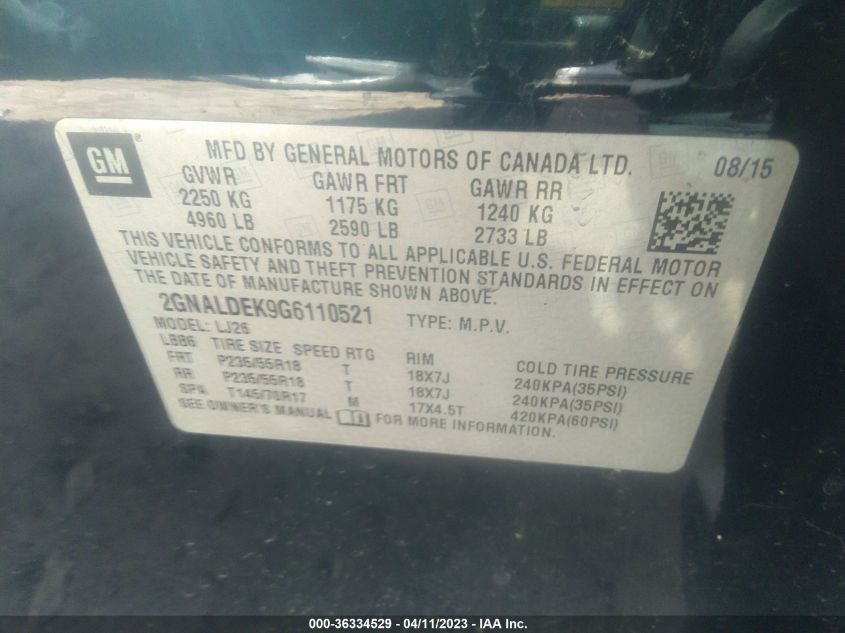 GM ® MFD BY GENERAL MOTORS OF CANADA LTD. 08/15
GVWR GAWR FRT GAWR RR
2250 KG 1175 KG 1240 KG
4960 LB 2590 LB 2733 LB
THIS VEHICLE CONFORMS TO ALL APPLICABLE U.S. FEDERAL MOTOR
VEHICLE SAFETY AND THEFT PREVENTION STANDARDS IN EFFECT ON
THE DATE OF MANUFACTURE SHOWN ABOVE.
2GNALDEK9G6110521 TYPE: M.P.V.
MODEL: LJ26
LBB6 TIRE SIZE SPEED RTG RIM COLD TIRE PRESSURE
FRT P235/55R18 T 18X7J 240KPA(35PSI)
RR P235/55R18 T 18X7J 240KPA(35PSI)
SPA T145/70R17 M 17X4.5T 420KPA(60PSI)
SEE OWNER'S MANUAL FOR MORE INFORMATION.
000-36334529 - 04/11/2023 - IAA Inc.